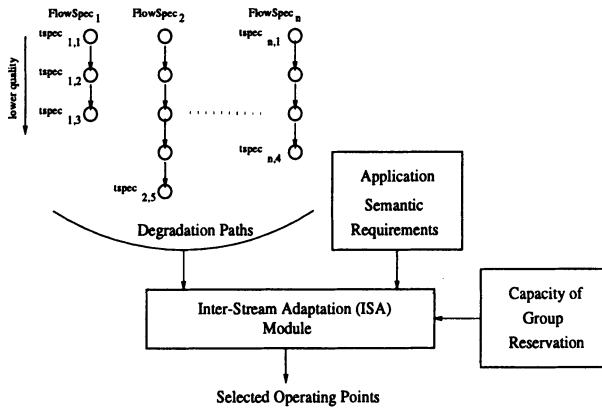 FlowSpec 1 FlowSpec 2 FlowSpec n
tspec 1,1 tspec n,1
tspec 1,2
tspec 1,3
lower quality
tspec n,4
tspec 2,5
Degradation Paths
Application
Semantic
Requirements
Inter-Stream Adaptation (ISA)
Module
Capacity of
Group
Reservation
Selected Operating Points